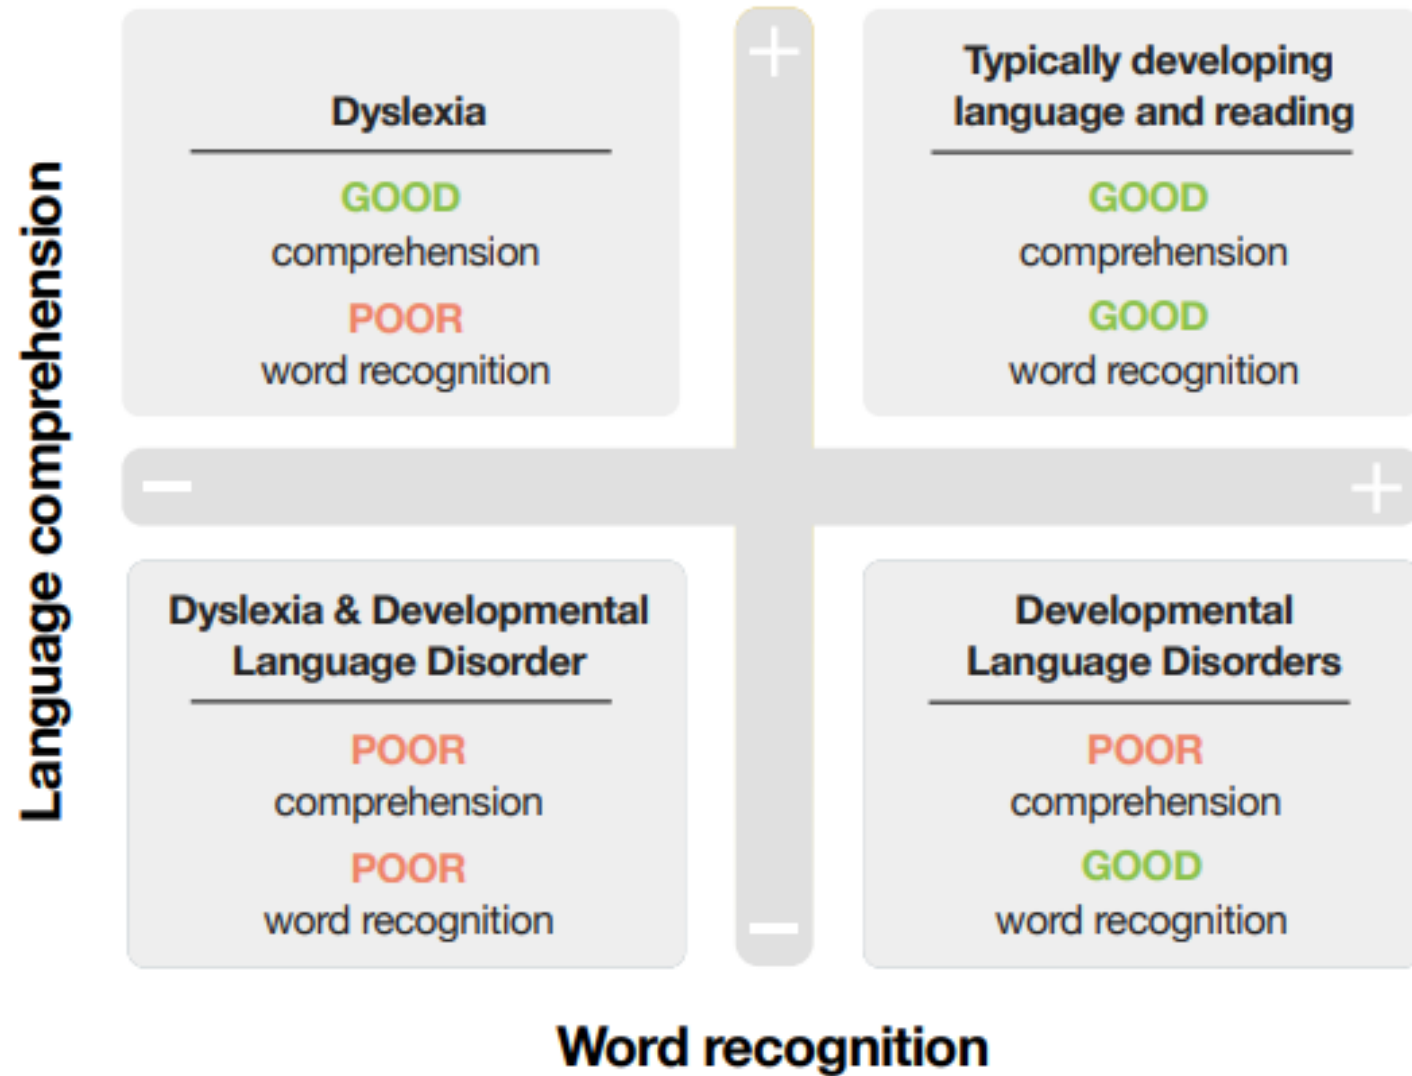 Language comprehension
Dyslexia
GOOD
comprehension
POOR
word recognition
+
Typically developing
language and reading
GOOD
comprehension
GOOD
word recognition
−
+
Dyslexia & Developmental
Language Disorder
POOR
comprehension
POOR
word recognition
−
Developmental
Language Disorders
POOR
comprehension
GOOD
word recognition
Word recognition